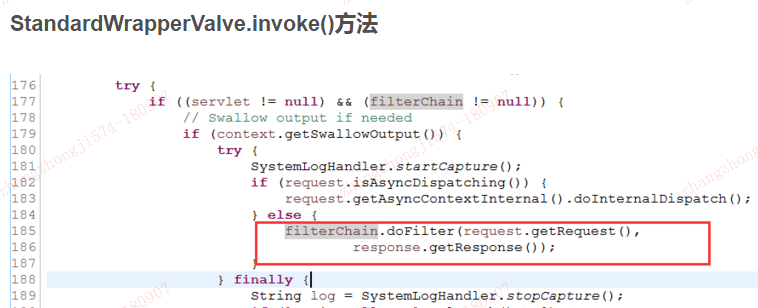 StandardWrapperValve.invoke()方法
176 try {
177 if ((servlet != null) && (filterChain != null)) {
178 // Swallow output if needed
179 if (context.getSwallowOutput()) {
180 try {
181 SystemLogHandler.startCapture();
182 if (request.isAsyncDispatching()) {
183 request.getAsyncContextInternal().doInternalDispatch();
184 } else {
185 filterChain.doFilter(request.getRequest(),
186 response.getResponse());
187 }
188 } finally {
189 String log = SystemLogHandler.stopCapture();
zhangzhongji574-180907